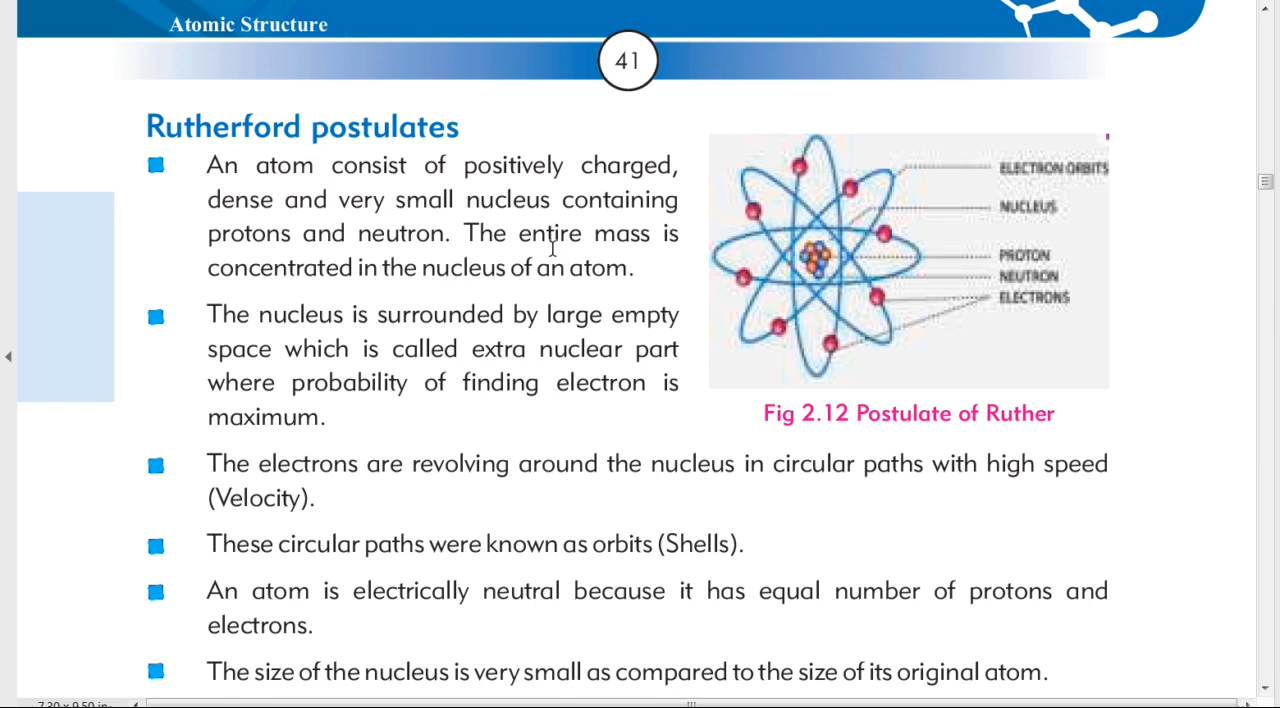 Atomic Structure
41
Rutherford postulates
An atom consist of positively charged,
dense and very small nucleus containing
protons and neutron. The entire mass is
concentrated in the nucleus of an atom.
The nucleus is surrounded by large empty
space which is called extra nuclear part
where probability of finding electron is
maximum.
ELECTRON ORBITS
NUCLEUS
PROTON
NEUTRON
ELECTRONS
Fig 2.12 Postulate of Ruther
The electrons are revolving around the nucleus in circular paths with high speed
(Velocity).
These circular paths were known as orbits (Shells).
An atom is electrically neutral because it has equal number of protons and
electrons.
The size of the nucleus is very small as compared to the size of its original atom.
7.30 x 9.50 in